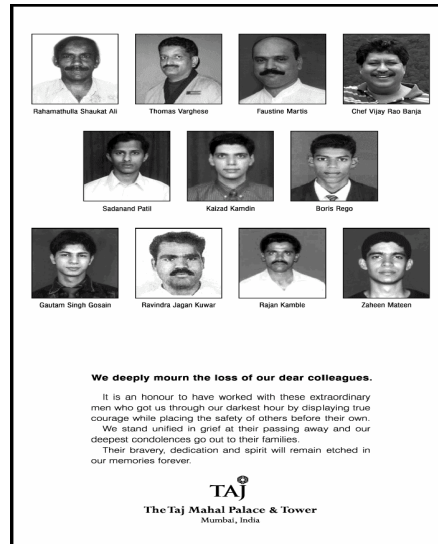 Rahamathulla Shaukat Ali Thomas Varghese Faustine Martis Chef Vijay Rao Banja
Sadanand Patil Kaizad Kamdin Boris Rego
Gautam Singh Gosain Ravindra Jagan Kuwar Rajan Kamble Zaheen Mateen
We deeply mourn the loss of our dear colleagues.
It is an honour to have worked with these extraordinary
men who got us through our darkest hour by displaying true
courage while placing the safety of others before their own.
We stand unified in grief at their passing away and our
deepest condolences go out to their families.
Their bravery, dedication and spirit will remain etched in
our memories forever.
TAJ
The Taj Mahal Palace & Tower
Mumbai, India